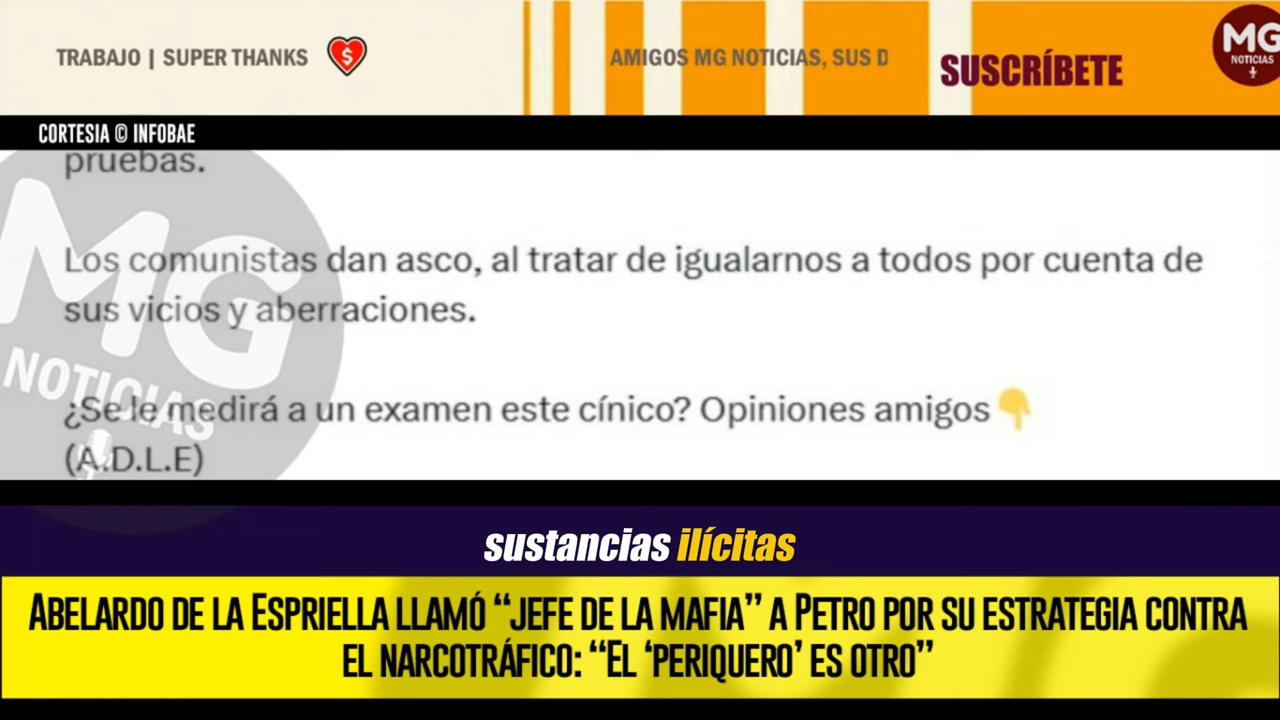 TRABAJO | SUPER THANKS
AMIGOS MG NOTICIAS, SUS D
SUSCRÍBETE
MG
NOTICIAS
CORTESIA © INFOBAE
pruebas.
Los comunistas dan asco, al tratar de igualarnos a todos por cuenta de
sus vicios y aberraciones.
¿Se le medirá a un examen este cínico? Opiniones amigos👇
(A.D.L.E)
MG
NOTICIAS
sustancias ilícitas
ABELARDO DE LA ESPRIELLA LLAMÓ “JEFE DE LA MAFIA” A PETRO POR SU ESTRATEGIA CONTRA
EL NARCOTRÁFICO: “EL ‘PERIQUERO’ ES OTRO”